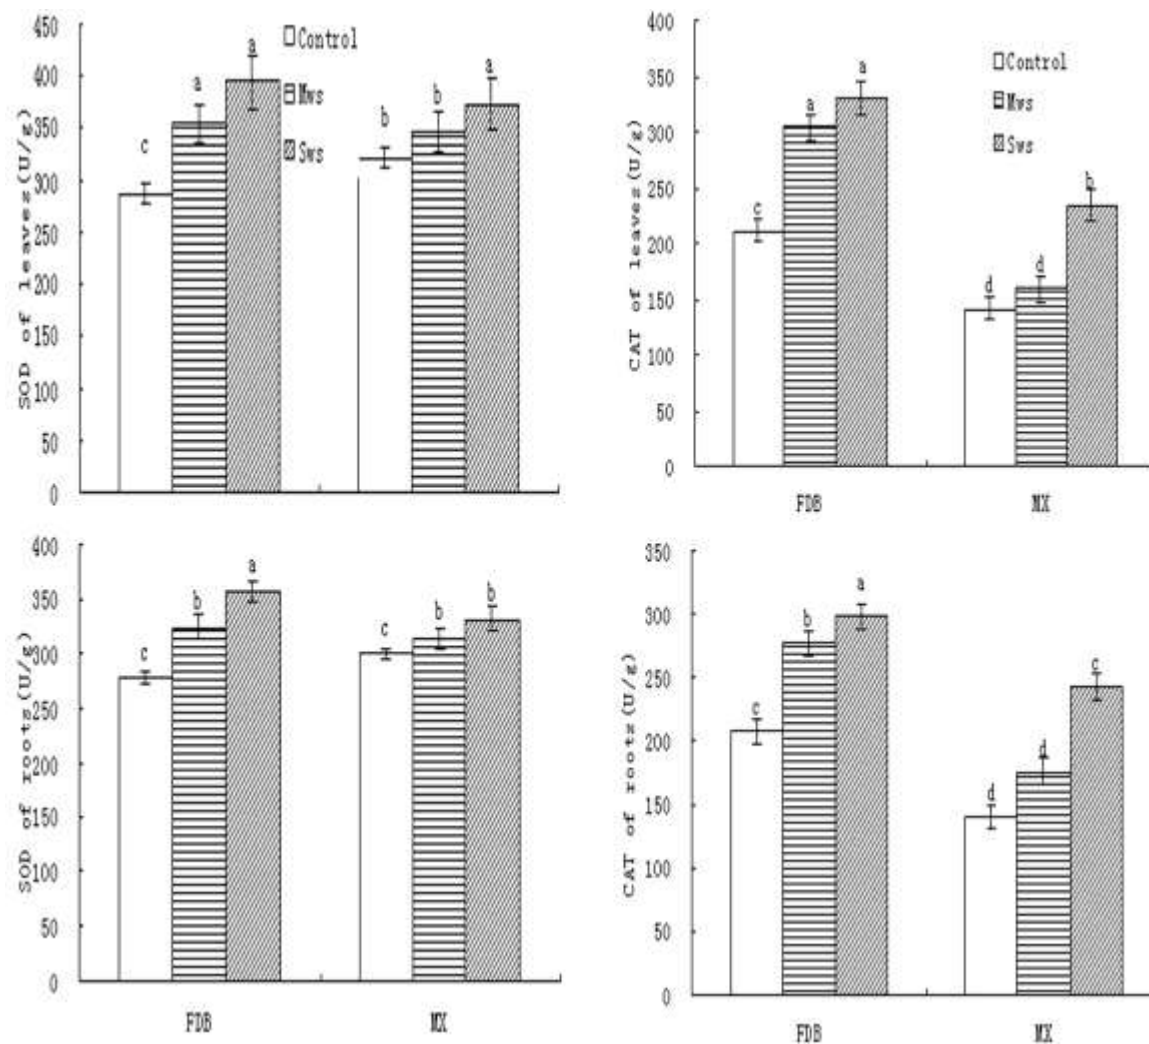 SOD of leaves(U/g)
450
400
350
300
250
200
150
100
50
0
Control
Mws
Sws
c
a
a
b
b
a
CAT of leaves(U/g)
400
350
300
250
200
150
100
50
0
Control
Mws
Sws
c
a
a
d
d
b
FDB
MX
SOD of roots(U/g)
400
350
300
250
200
150
100
50
0
c
b
a
c
b
b
FDB
MX
CAT of roots(U/g)
350
300
250
200
150
100
50
0
c
b
a
d
d
c
FDB
MX